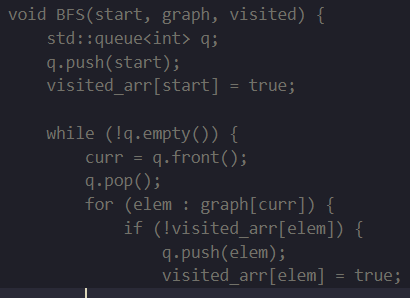 void BFS(start, graph, visited) {
    std::queue<int> q;
    q.push(start);
    visited_arr[start] = true;

    while (!q.empty()) {
        curr = q.front();
        q.pop();
        for (elem : graph[curr]) {
            if (!visited_arr[elem]) {
                q.push(elem);
                visited_arr[elem] = true;